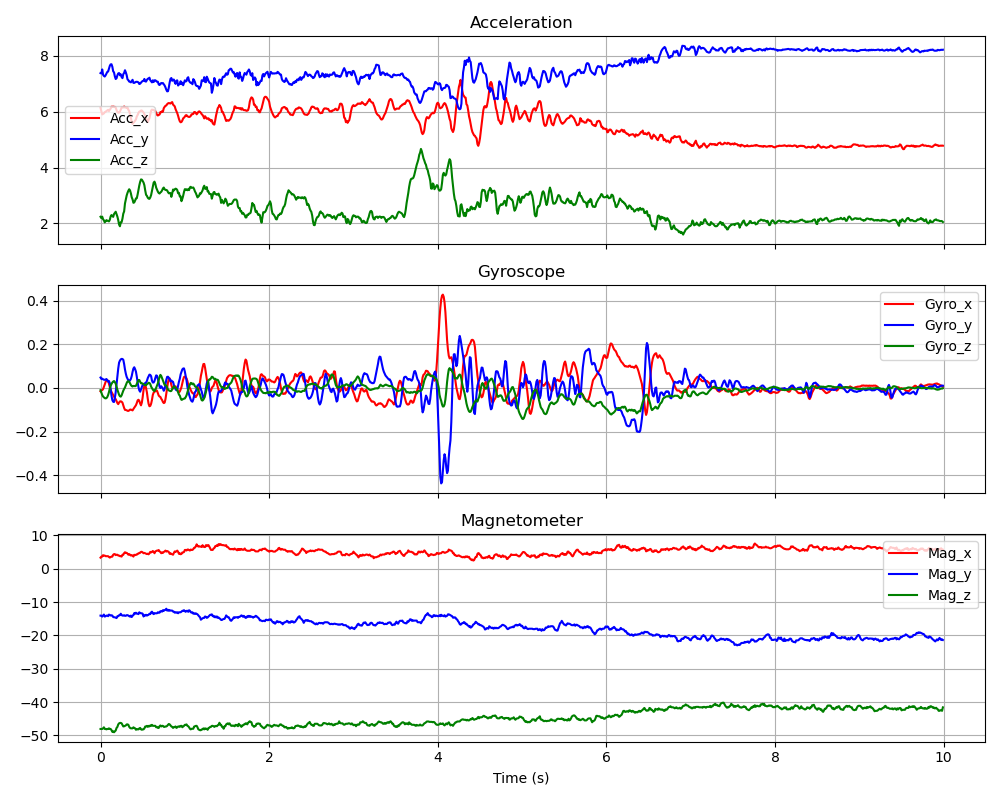 Acceleration
8
6
4
2
Acc_x
Acc_y
Acc_z
Gyroscope
0.4
0.2
0.0
−0.2
−0.4
Gyro_x
Gyro_y
Gyro_z
Magnetometer
10
0
−10
−20
−30
−40
−50
Mag_x
Mag_y
Mag_z
0 2 4 6 8 10
Time (s)